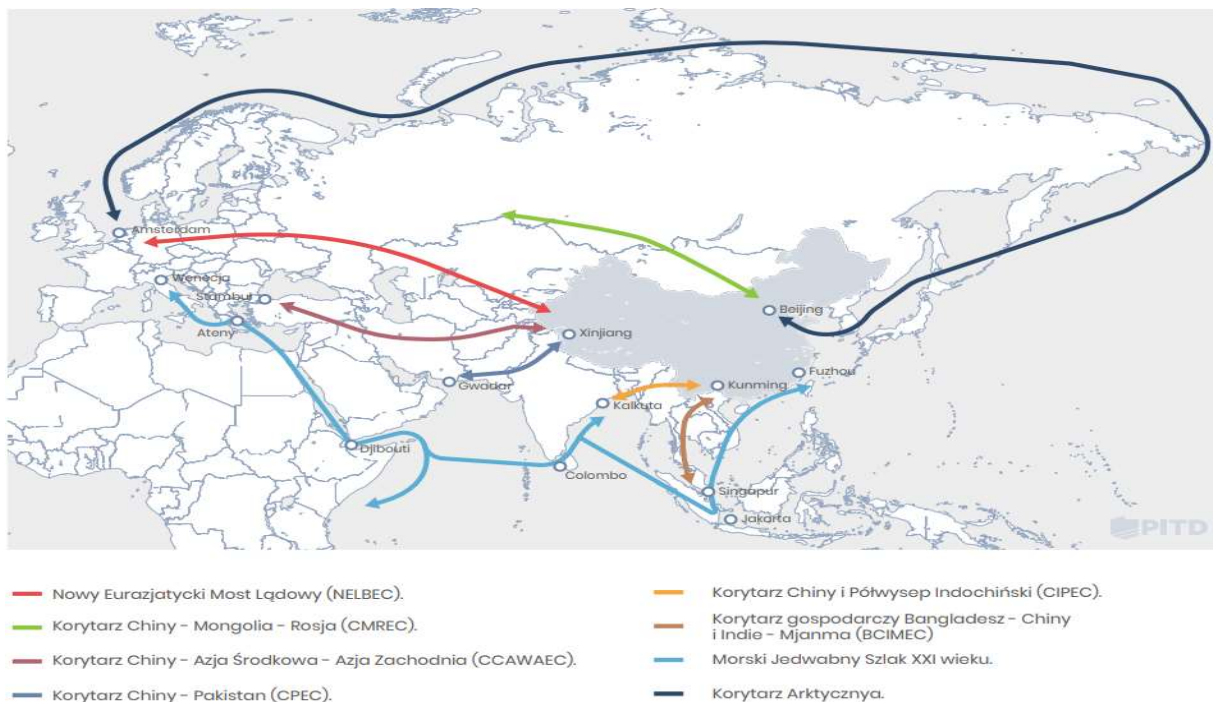 Amsterdam
Wenecja
Stambuł
Ateny
Beijing
Xinjiang
Fuzhou
Gwadar
Kunming
Kalkuta
Djibouti
Colombo
Singapur
Jakarta
PITD
Nowy Eurazjatycki Most Lądowy (NELBEC).
Korytarz Chiny - Mongolia - Rosja (CMREC).
Korytarz Chiny - Azja Środkowa - Azja Zachodnia (CCAWAEC).
Korytarz Chiny - Pakistan (CPEC).
Korytarz Chiny i Półwysep Indochiński (CIPEC).
Korytarz gospodarczy Bangladesz - Chiny
i Indie - Mjanma (BCIMEC)
Morski Jedwabny Szlak XXI wieku.
Korytarz Arktycznya.